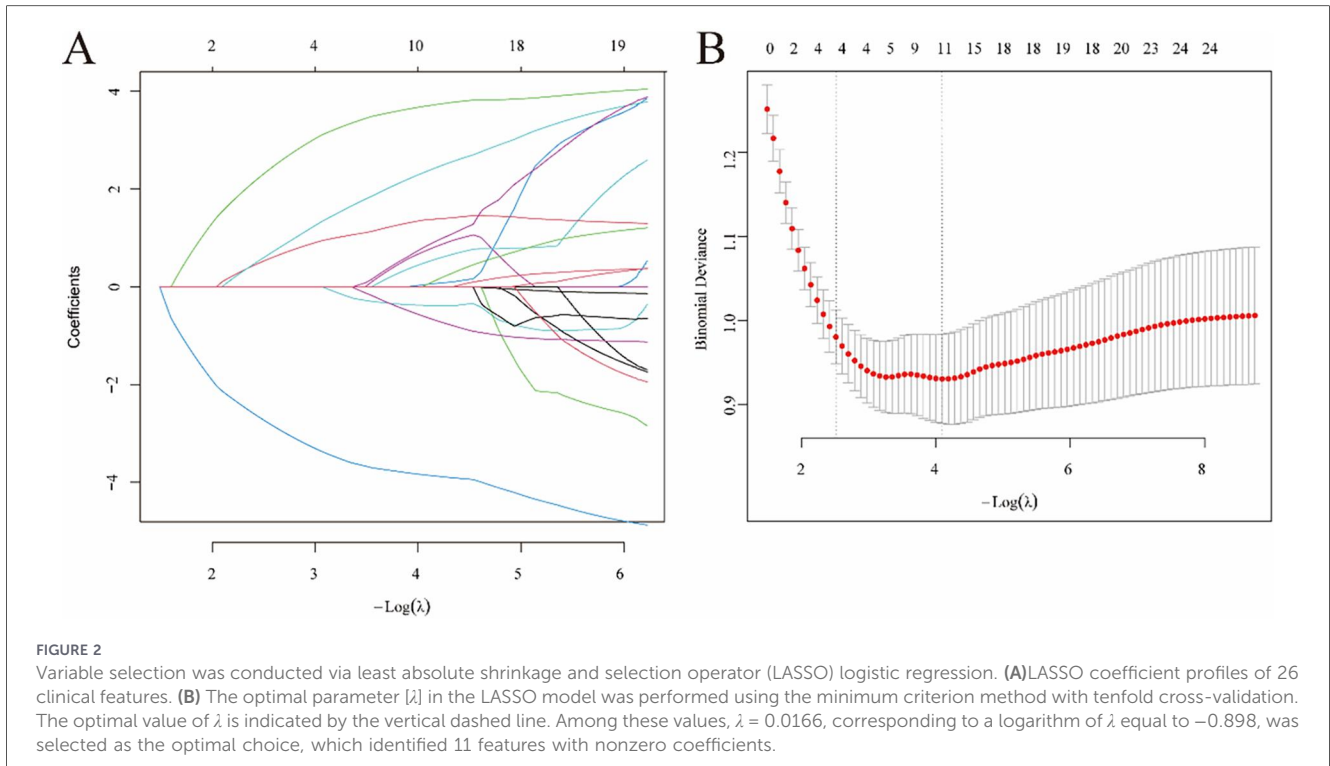 A
2 4 10 18 19
4
2
0
−2
−4
Coefficients
2 3 4 5 6
−Log(λ)
B
0 2 4 4 4 5 9 11 15 18 18 19 18 20 23 24 24
1.2
1.1
1.0
0.9
Binomial Deviance
2 4 6 8
−Log(λ)
FIGURE 2
Variable selection was conducted via least absolute shrinkage and selection operator (LASSO) logistic regression. (A)LASSO coefficient profiles of 26
clinical features. (B) The optimal parameter [λ] in the LASSO model was performed using the minimum criterion method with tenfold cross-validation.
The optimal value of λ is indicated by the vertical dashed line. Among these values, λ = 0.0166, corresponding to a logarithm of λ equal to −0.898, was
selected as the optimal choice, which identified 11 features with nonzero coefficients.